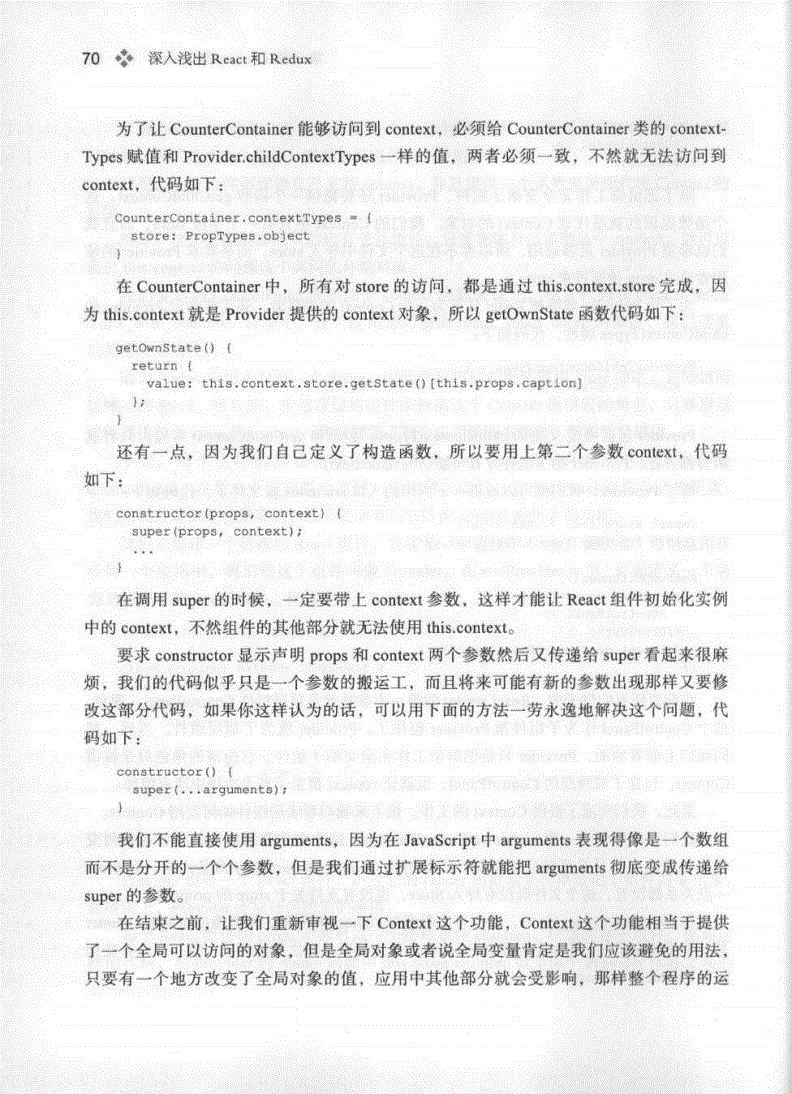 70 深入浅出 React 和 Redux
为了让 CounterContainer 能够访问到 context，必须给 CounterContainer 类的 context-
Types 赋值和 Provider.childContextTypes 一样的值，两者必须一致，不然就无法访问到
context，代码如下：
CounterContainer.contextTypes = {
store: PropTypes.object
}
在 CounterContainer 中，所有对 store 的访问，都是通过 this.context.store 完成，因
为 this.context 就是 Provider 提供的 context 对象，所以 getOwnState 函数代码如下：
getOwnState() {
return {
value: this.context.store.getState()[this.props.caption]
};
}
还有一点，因为我们自己定义了构造函数，所以要用上第二个参数 context，代码
如下：
constructor(props, context) {
super(props, context);
...
}
在调用 super 的时候，一定要带上 context 参数，这样才能让 React 组件初始化实例
中的 context，不然组件的其他部分就无法使用 this.context。
要求 constructor 显示声明 props 和 context 两个参数然后又传递给 super 看起来很麻
烦，我们的代码似乎只是一个参数的搬运工，而且将来可能有新的参数出现那样又要修
改这部分代码，如果你这样认为的话，可以用下面的方法一劳永逸地解决这个问题，代
码如下：
constructor() {
super(...arguments);
}
我们不能直接使用 arguments，因为在 JavaScript 中 arguments 表现得像是一个数组
而不是分开的一个个参数，但是我们通过扩展标示符就能把 arguments 彻底变成传递给
super 的参数。
在结束之前，让我们重新审视一下 Context 这个功能，Context 这个功能相当于提供
了一个全局可以访问的对象，但是全局对象或者说全局变量肯定是我们应该避免的用法，
只要有一个地方改变了全局对象的值，应用中其他部分就会受影响，那样整个程序的运